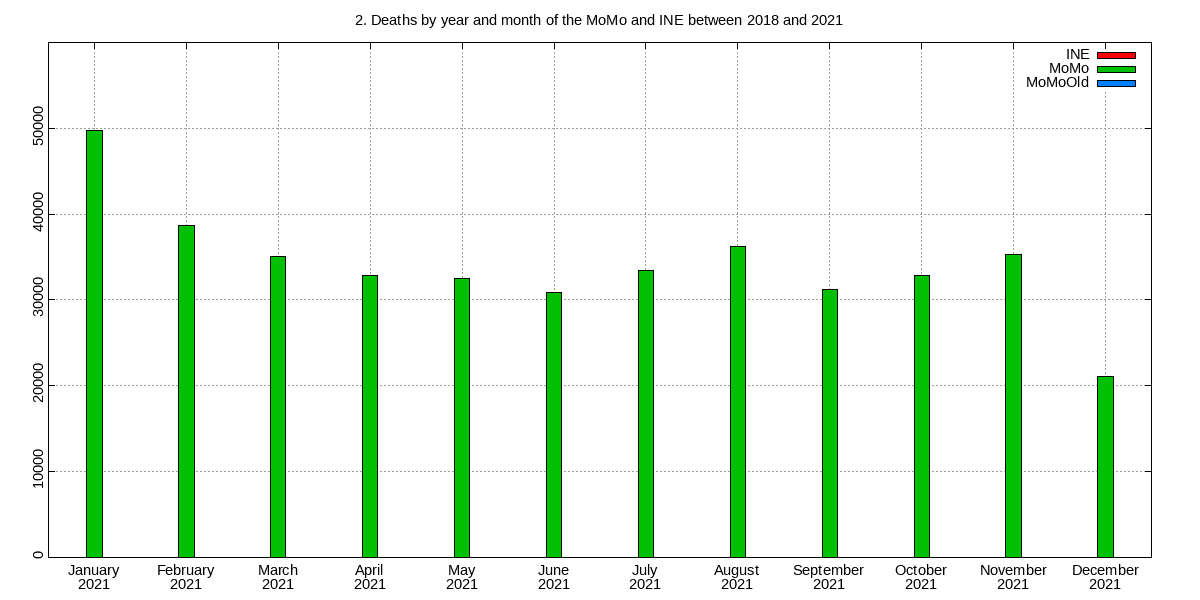 2. Deaths by year and month of the MoMo and INE between 2018 and 2021
INE
MoMo
MoMoOld
50000
40000
30000
20000
10000
0
January February March April May June July August September October November December
2021 2021 2021 2021 2021 2021 2021 2021 2021 2021 2021 2021